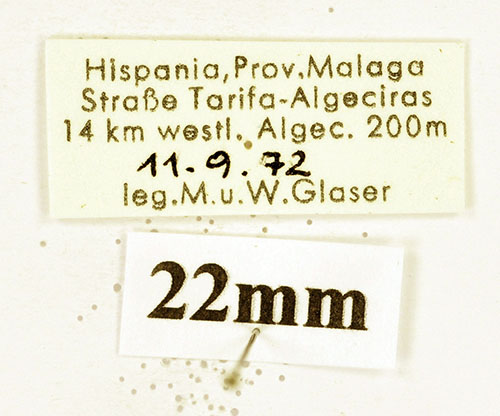 Hispania,Prov.Malaga
Straße Tarifa-Algeciras
14 km westl. Algec. 200m
11.9.72
leg.M.u.W.Glaser
22mm